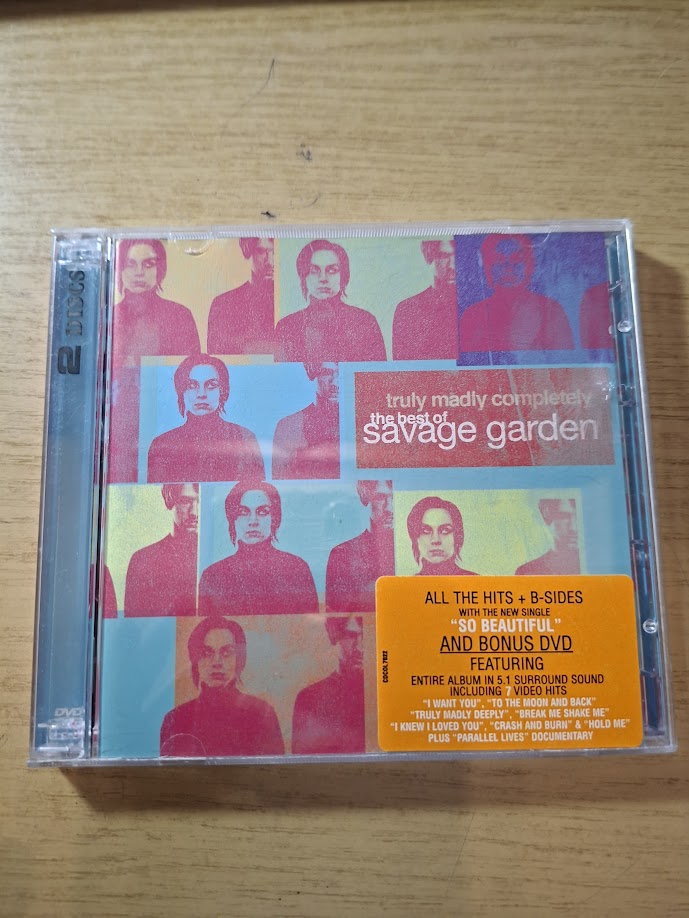 2 DISCS
truly madly completely
the best of
savage garden
ALL THE HITS + B-SIDES
WITH THE NEW SINGLE
"SO BEAUTIFUL"
AND BONUS DVD
FEATURING
ENTIRE ALBUM IN 5.1 SURROUND SOUND
INCLUDING 7 VIDEO HITS
"I WANT YOU", "TO THE MOON AND BACK"
"TRULY MADLY DEEPLY", "BREAK ME SHAKE ME"
"I KNEW I LOVED YOU", "CRASH AND BURN" & "HOLD ME"
PLUS "PARALLEL LIVES" DOCUMENTARY
CDCOL7022
DVD